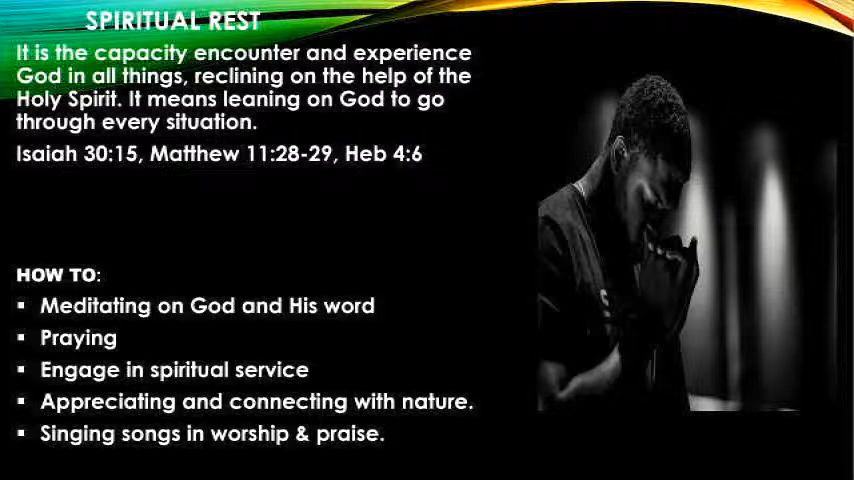 SPIRITUAL REST
It is the capacity encounter and experience
God in all things, reclining on the help of the
Holy Spirit. It means leaning on God to go
through every situation.
Isaiah 30:15, Matthew 11:28-29, Heb 4:6
HOW TO:
▪ Meditating on God and His word
▪ Praying
▪ Engage in spiritual service
▪ Appreciating and connecting with nature.
▪ Singing songs in worship & praise.